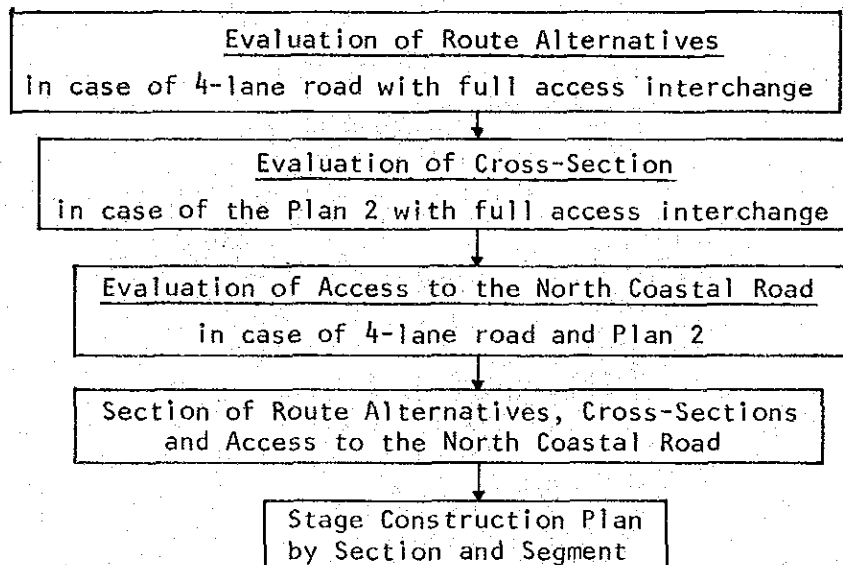 Evaluation of Route Alternatives
in case of 4-lane road with full access interchange
Evaluation of Cross-Section
in case of the Plan 2 with full access interchange
Evaluation of Access to the North Coastal Road
in case of 4-lane road and Plan 2
Section of Route Alternatives, Cross-Sections
and Access to the North Coastal Road
Stage Construction Plan
by Section and Segment